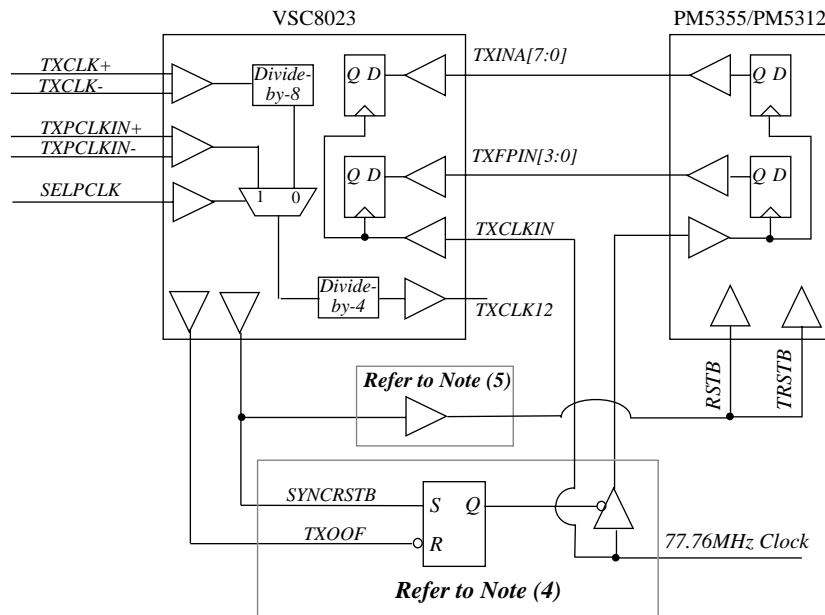 VSC8023
PM5355/PM5312
TXCLK+
TXCLK-
Divide-
by-8
Q D
TXINA[7:0]
TXPCLKIN+
TXPCLKIN-
TXFPIN[3:0]
Q D
Q D
Q D
SELPCLK
1 0
TXCLKIN
Divide-
by-4
TXCLK12
Refer to Note (5)
RSTB
TRSTB
SYNCRSTB
S Q
TXOOF
R
77.76MHz Clock
Refer to Note (4)